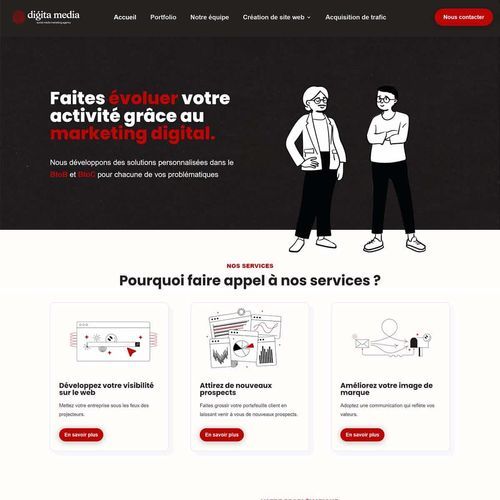 digita media
social media marketing agency
Accueil
Portfolio
Notre équipe
Création de site web
Acquisition de trafic
Nous contacter
Faites évoluer votre
activité grâce au
marketing digital.
Nous développons des solutions personnalisées dans le
BtoB et BtoC pour chacune de vos problématiques
NOS SERVICES
Pourquoi faire appel à nos services ?
Développez votre visibilité
sur le web
Mettez votre entreprise sous les feux des
projecteurs.
En savoir plus
Attirez de nouveaux
prospects
Faites grossir votre portefeuille client en
laissant venir à vous de nouveaux prospects.
En savoir plus
Améliorez votre image de
marque
Adoptez une communication qui reflète vos
valeurs.
En savoir plus